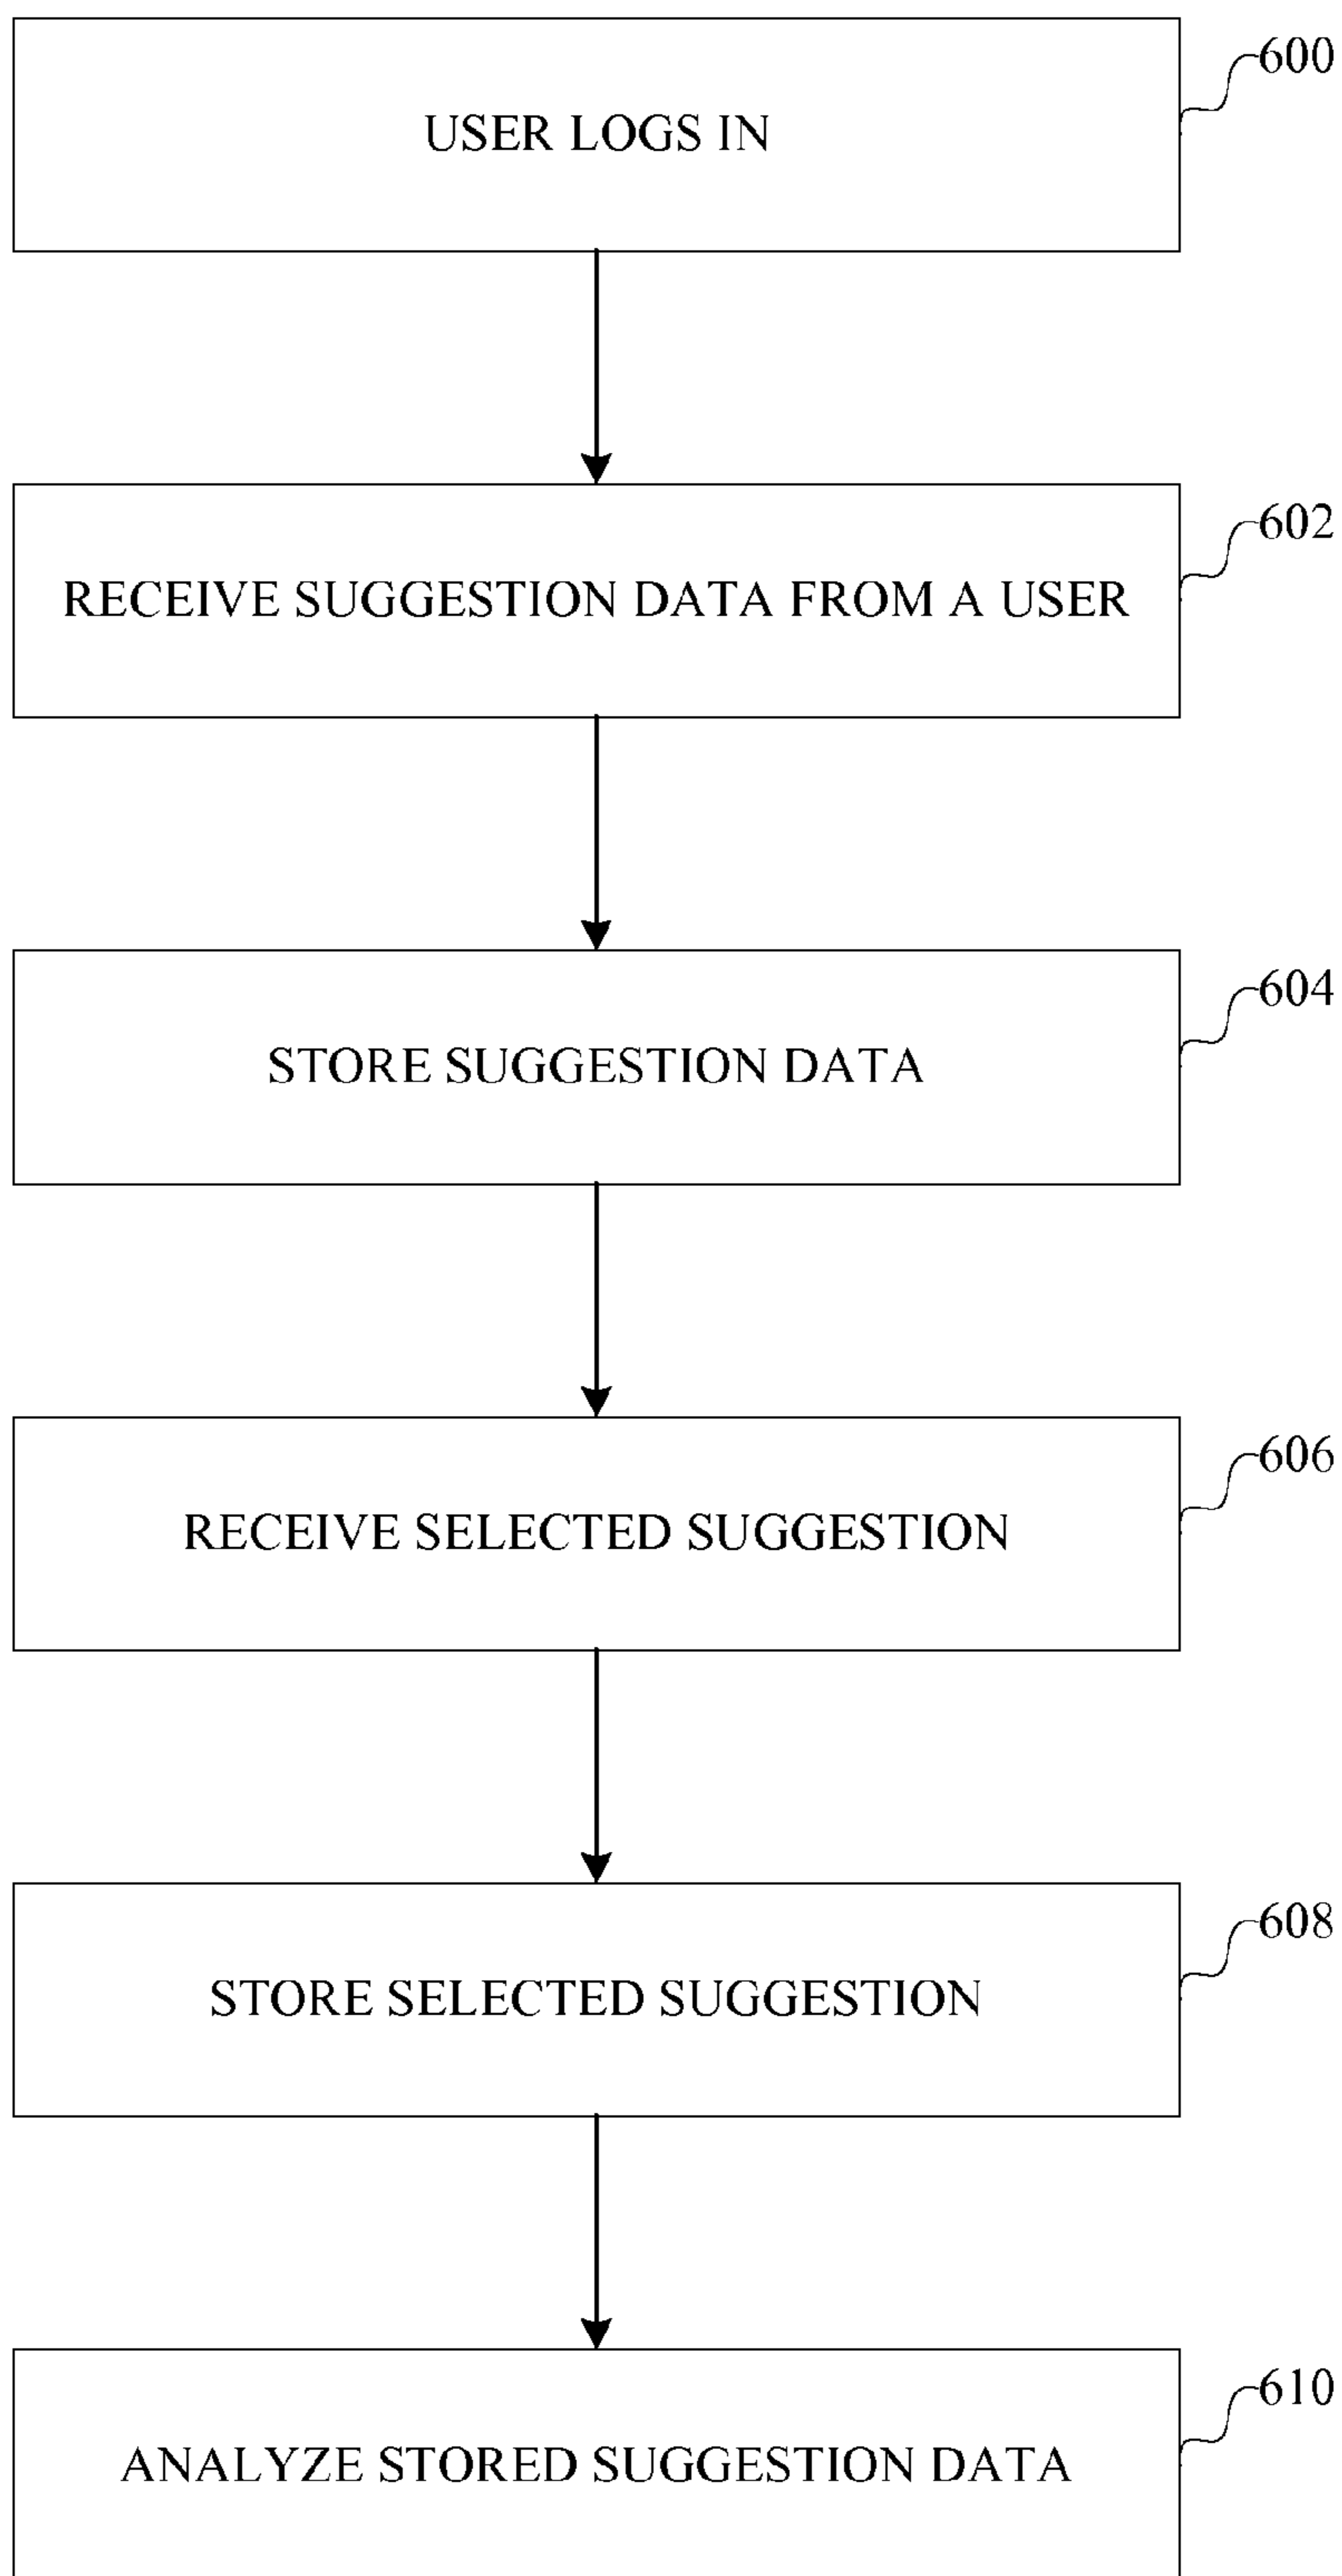 USER LOGS IN
600
RECEIVE SUGGESTION DATA FROM A USER
602
STORE SUGGESTION DATA
604
RECEIVE SELECTED SUGGESTION
606
STORE SELECTED SUGGESTION
608
ANALYZE STORED SUGGESTION DATA
610